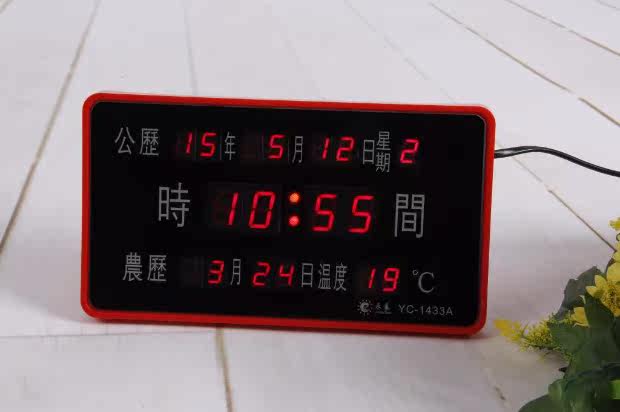 公歷 15年 5月 12日 星期 2
時 10:55 間
農歷 3月 24日 温度 19 ℃
YC-1433A